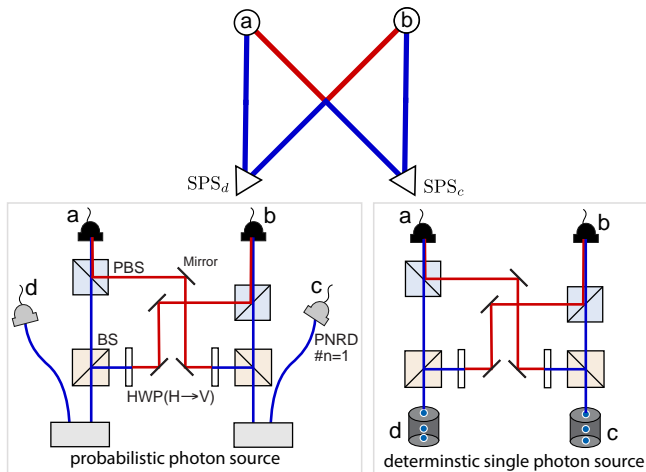 a
b
SPS_d
SPS_c
a
b
a
b
PBS
Mirror
d
c
PNRD
#n=1
BS
HWP(H→V)
d
c
probabilistic photon source
determinstic single photon source